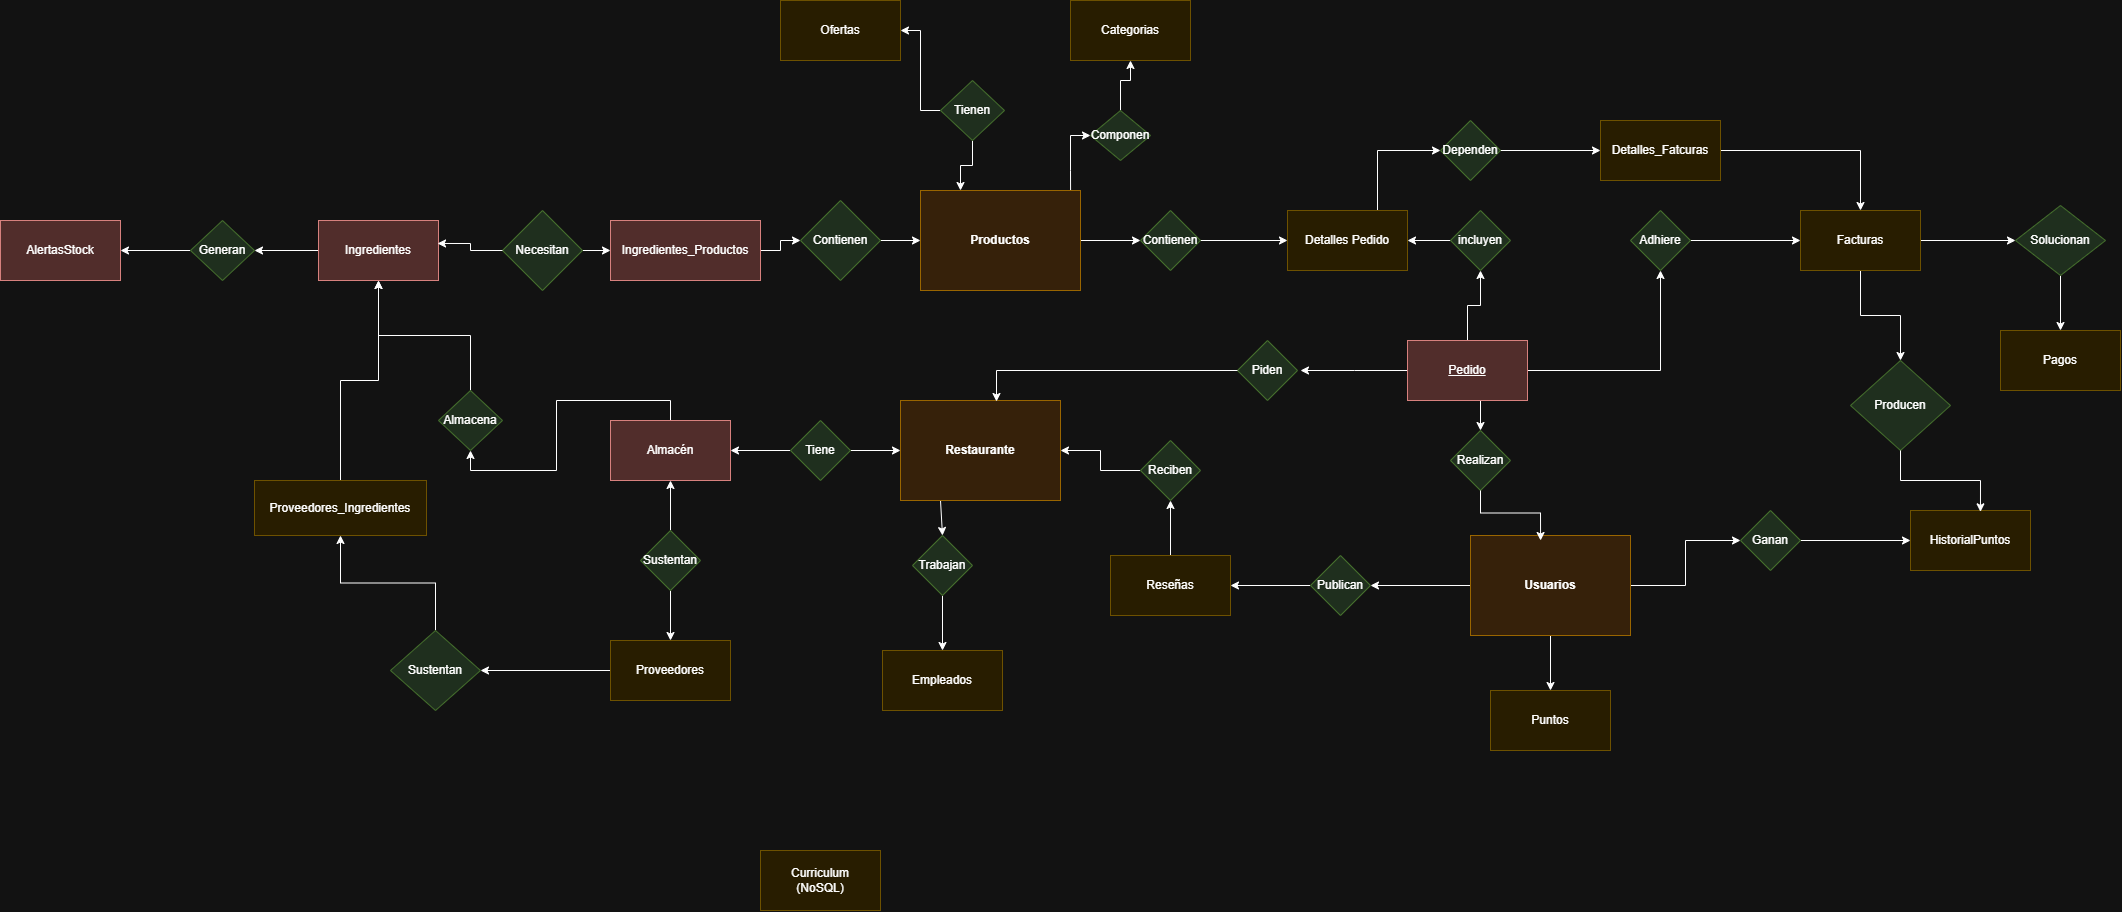 Ofertas
Categorias
Tienen
Componen
Dependen
Detalles_Fatcuras
AlertasStock
Generan
Ingredientes
Necesitan
Ingredientes_Productos
Contienen
Productos
Contienen
Detalles Pedido
incluyen
Adhiere
Facturas
Solucionan
Piden
Pedido
Pagos
Almacena
Almacén
Tiene
Restaurante
Reciben
Realizan
Producen
Proveedores_Ingredientes
Sustentan
Trabajan
Reseñas
Publican
Usuarios
Ganan
HistorialPuntos
Sustentan
Proveedores
Empleados
Puntos
Curriculum
(NoSQL)